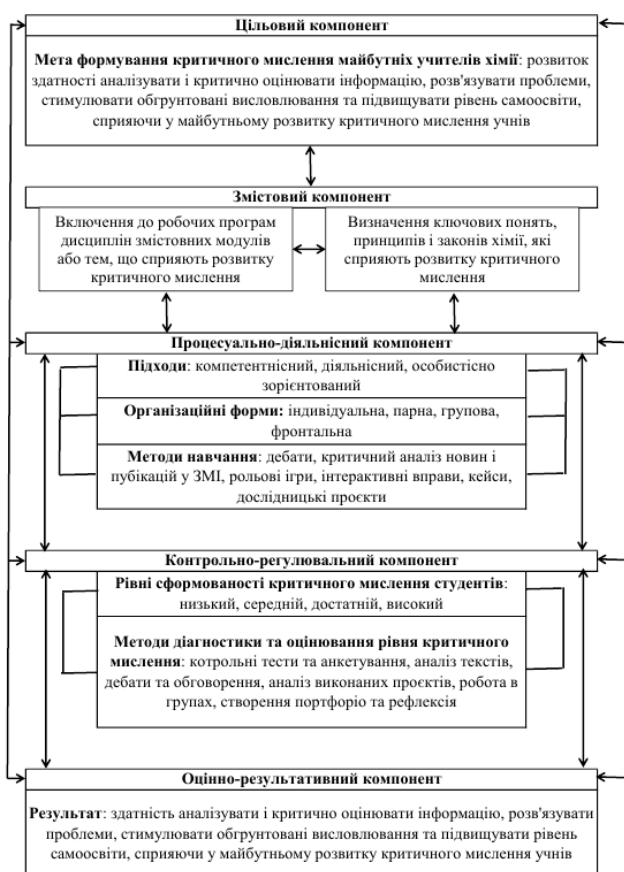 Цільовий компонент
Мета формування критичного мислення майбутніх учителів хімії: розвиток
здатності аналізувати і критично оцінювати інформацію, розв'язувати проблеми,
стимулювати обгрунтовані висловлювання та підвищувати рівень самоосвіти,
сприяючи у майбутньому розвитку критичного мислення учнів
Змістовий компонент
Включення до робочих програм
дисциплін змістовних модулів
або тем, що сприяють розвитку
критичного мислення
Визначення ключових понять,
принципів і законів хімії, які
сприяють розвитку критичного
мислення
Процесуально-діяльнісний компонент
Підходи: компетентнісний, діяльнісний, особистісно
зорієнтований
Організаційні форми: індивідуальна, парна, групова,
фронтальна
Методи навчання: дебати, критичний аналіз новин і
пубікацій у ЗМІ, рольові ігри, інтерактивні вправи, кейси,
дослідницькі проєкти
Контрольно-регулювальний компонент
Рівні сформованості критичного мислення студентів:
низький, середній, достатній, високий
Методи діагностики та оцінювання рівня критичного
мислення: котрольні тести та анкетування, аналіз текстів,
дебати та обговорення, аналіз виконаних проєктів, робота в
групах, створення портфоріо та рефлексія
Оцінно-результативний компонент
Результат: здатність аналізувати і критично оцінювати інформацію, розв'язувати
проблеми, стимулювати обгрунтовані висловлювання та підвищувати рівень
самоосвіти, сприяючи у майбутньому розвитку критичного мислення учнів